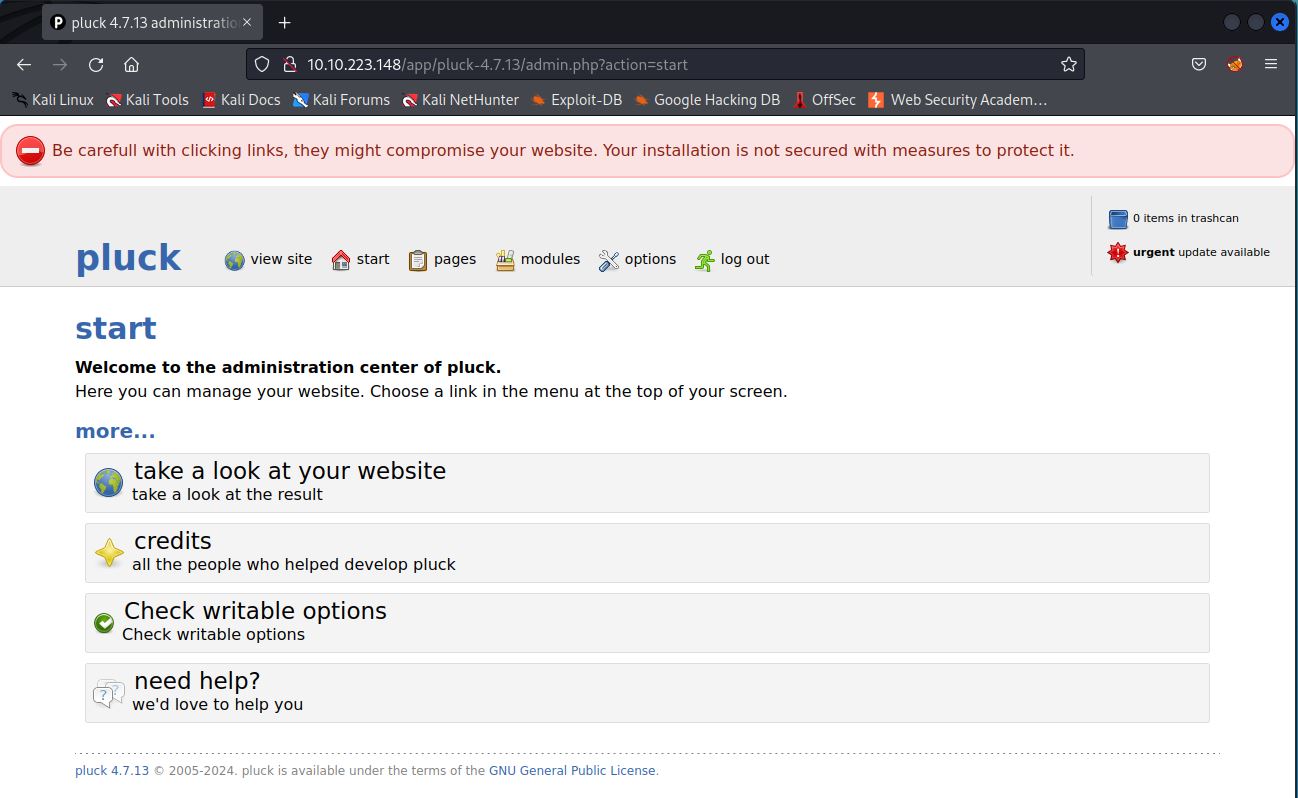 pluck 4.7.13 administratio
10.10.223.148/app/pluck-4.7.13/admin.php?action=start
Kali Linux Kali Tools Kali Docs Kali Forums Kali NetHunter Exploit-DB Google Hacking DB OffSec Web Security Academ…
Be carefull with clicking links, they might compromise your website. Your installation is not secured with measures to protect it.
0 items in trashcan
urgent update available
pluck view site start pages modules options log out
start
Welcome to the administration center of pluck.
Here you can manage your website. Choose a link in the menu at the top of your screen.
more...
take a look at your website
take a look at the result
credits
all the people who helped develop pluck
Check writable options
Check writable options
need help?
we'd love to help you
pluck 4.7.13 © 2005-2024. pluck is available under the terms of the GNU General Public License.